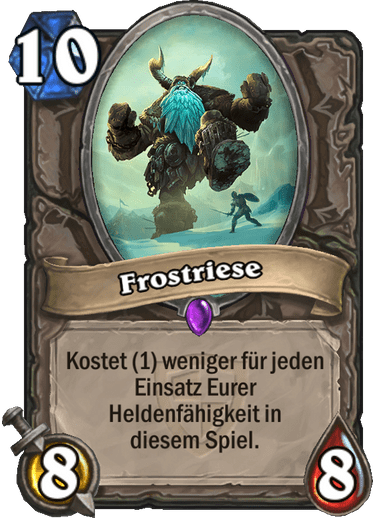 10
Frostriese
Kostet (1) weniger für jeden
Einsatz Eurer
Heldenfähigkeit in
diesem Spiel.
8 8